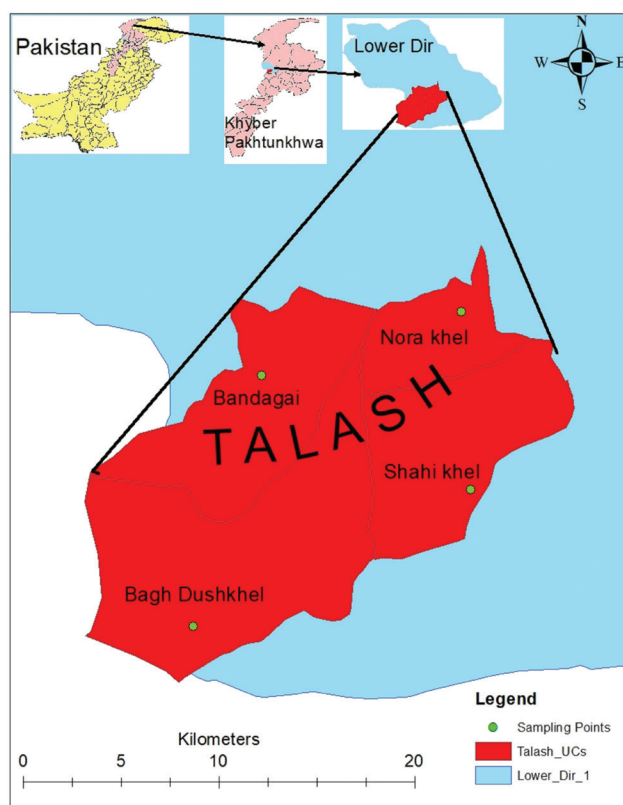 Pakistan
Khyber
Pakhtunkhwa
Lower Dir
N
W E
S
Nora khel
Bandagai
TALASH
Shahi khel
Bagh Dushkhel
Legend
Sampling Points
Talash_UCs
Lower_Dir_1
Kilometers
0 5 10 20